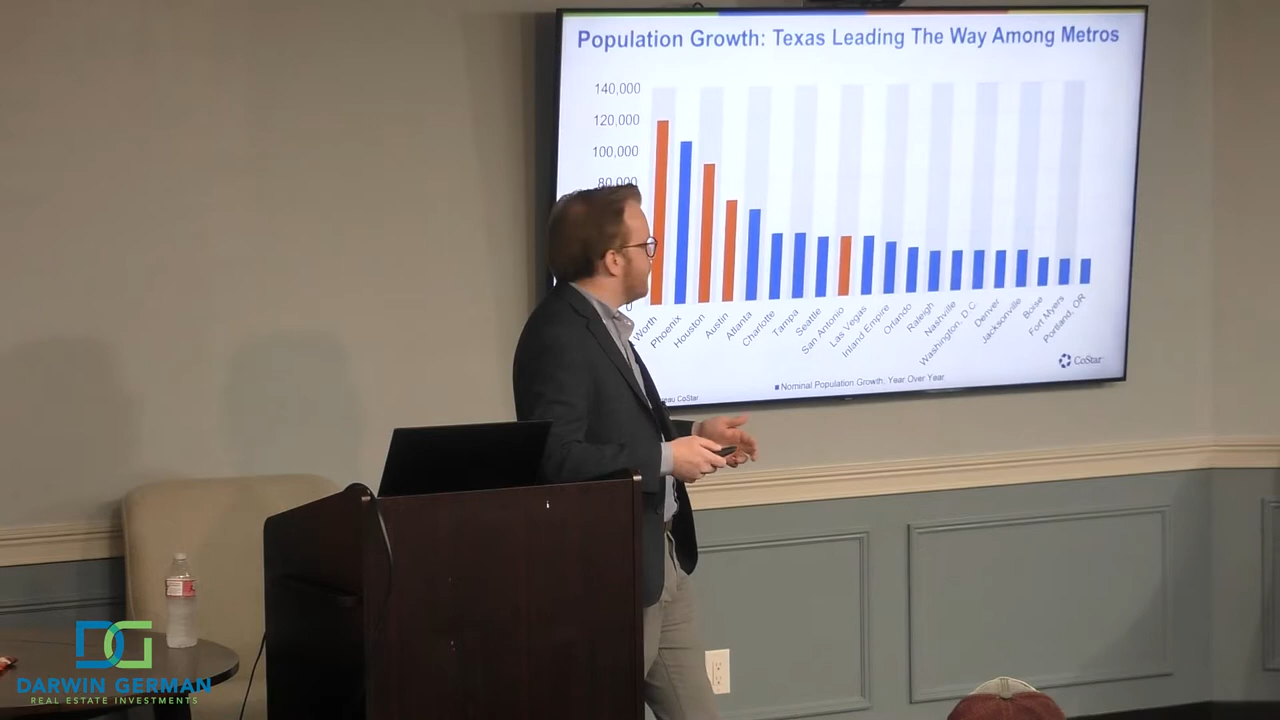 Population Growth: Texas Leading The Way Among Metros
140,000
120,000
100,000
80,000
Worth
Phoenix
Houston
Austin
Atlanta
Charlotte
Tampa
Seattle
San Antonio
Las Vegas
Inland Empire
Orlando
Raleigh
Nashville
Washington, D.C.
Denver
Jacksonville
Boise
Fort Myers
Portland, OR
CoStar
Nominal Population Growth, Year Over Year
eau CoStar
DG
DARWIN GERMAN
REAL ESTATE INVESTMENTS